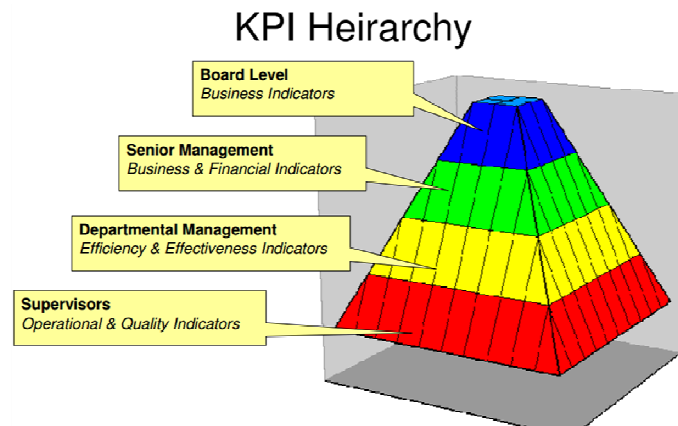 KPI Heirarchy
Board Level
Business Indicators
Senior Management
Business & Financial Indicators
Departmental Management
Efficiency & Effectiveness Indicators
Supervisors
Operational & Quality Indicators